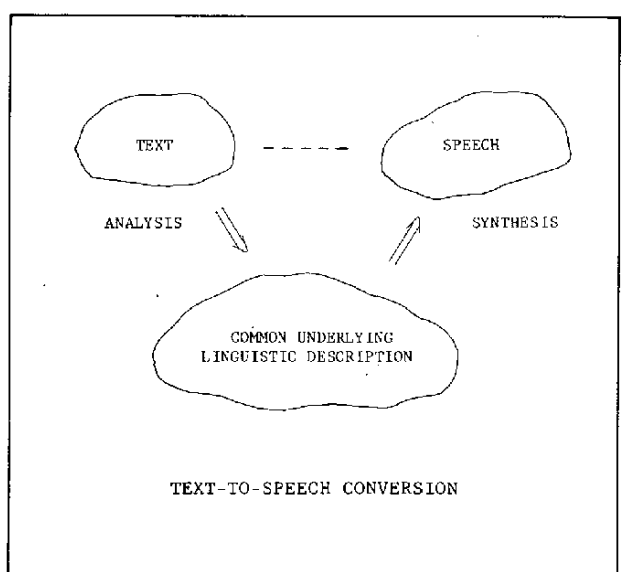 TEXT
SPEECH
ANALYSIS
SYNTHESIS
COMMON UNDERLYING
LINGUISTIC DESCRIPTION
TEXT-TO-SPEECH CONVERSION